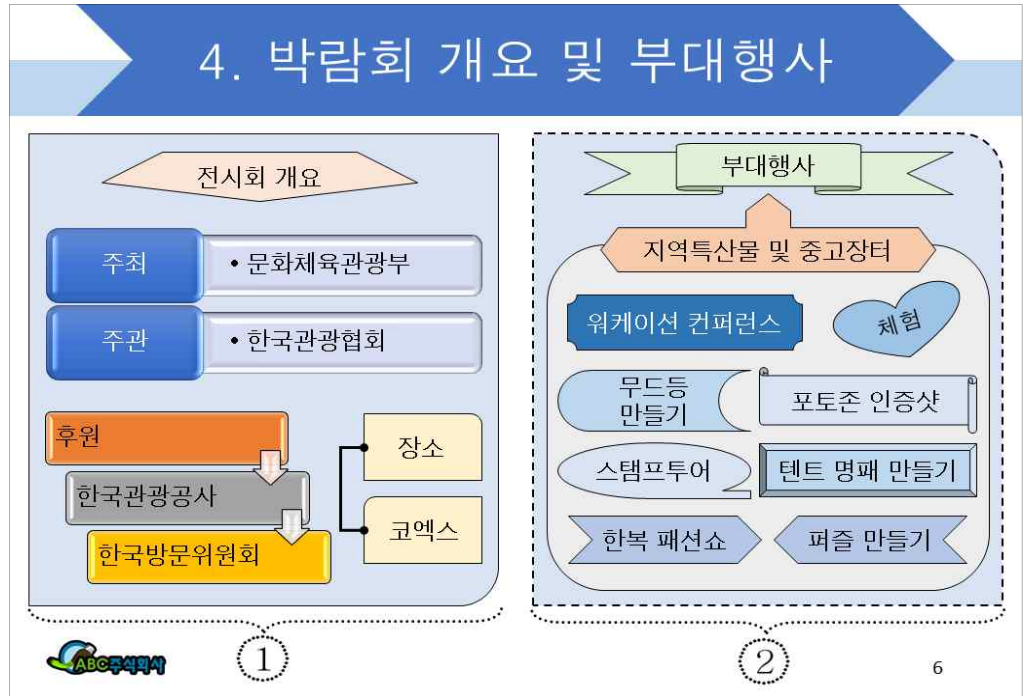 4. 박람회 개요 및 부대행사
전시회 개요
주최
• 문화체육관광부
주관
• 한국관광협회
후원
한국관광공사
한국방문위원회
장소
코엑스
①
부대행사
지역특산물 및 중고장터
워케이션 컨퍼런스
체험
무드등
만들기
포토존 인증샷
스탬프투어
텐트 명패 만들기
한복 패션쇼
퍼즐 만들기
②
ABC주식회사
6